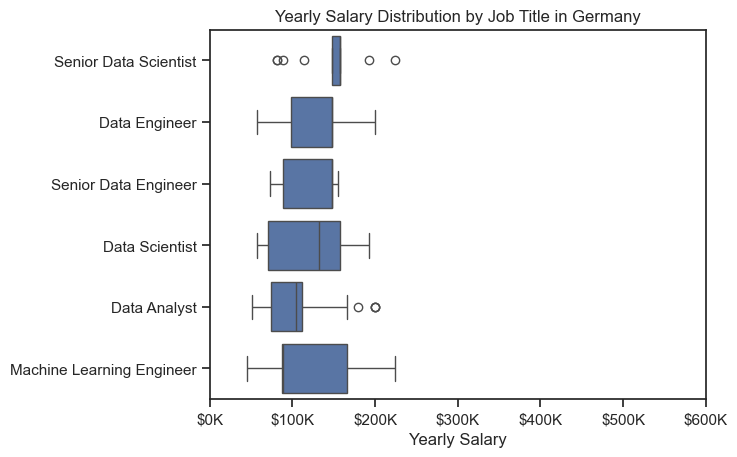 Yearly Salary Distribution by Job Title in Germany
Senior Data Scientist
Data Engineer
Senior Data Engineer
Data Scientist
Data Analyst
Machine Learning Engineer
$0K $100K $200K $300K $400K $500K $600K
Yearly Salary